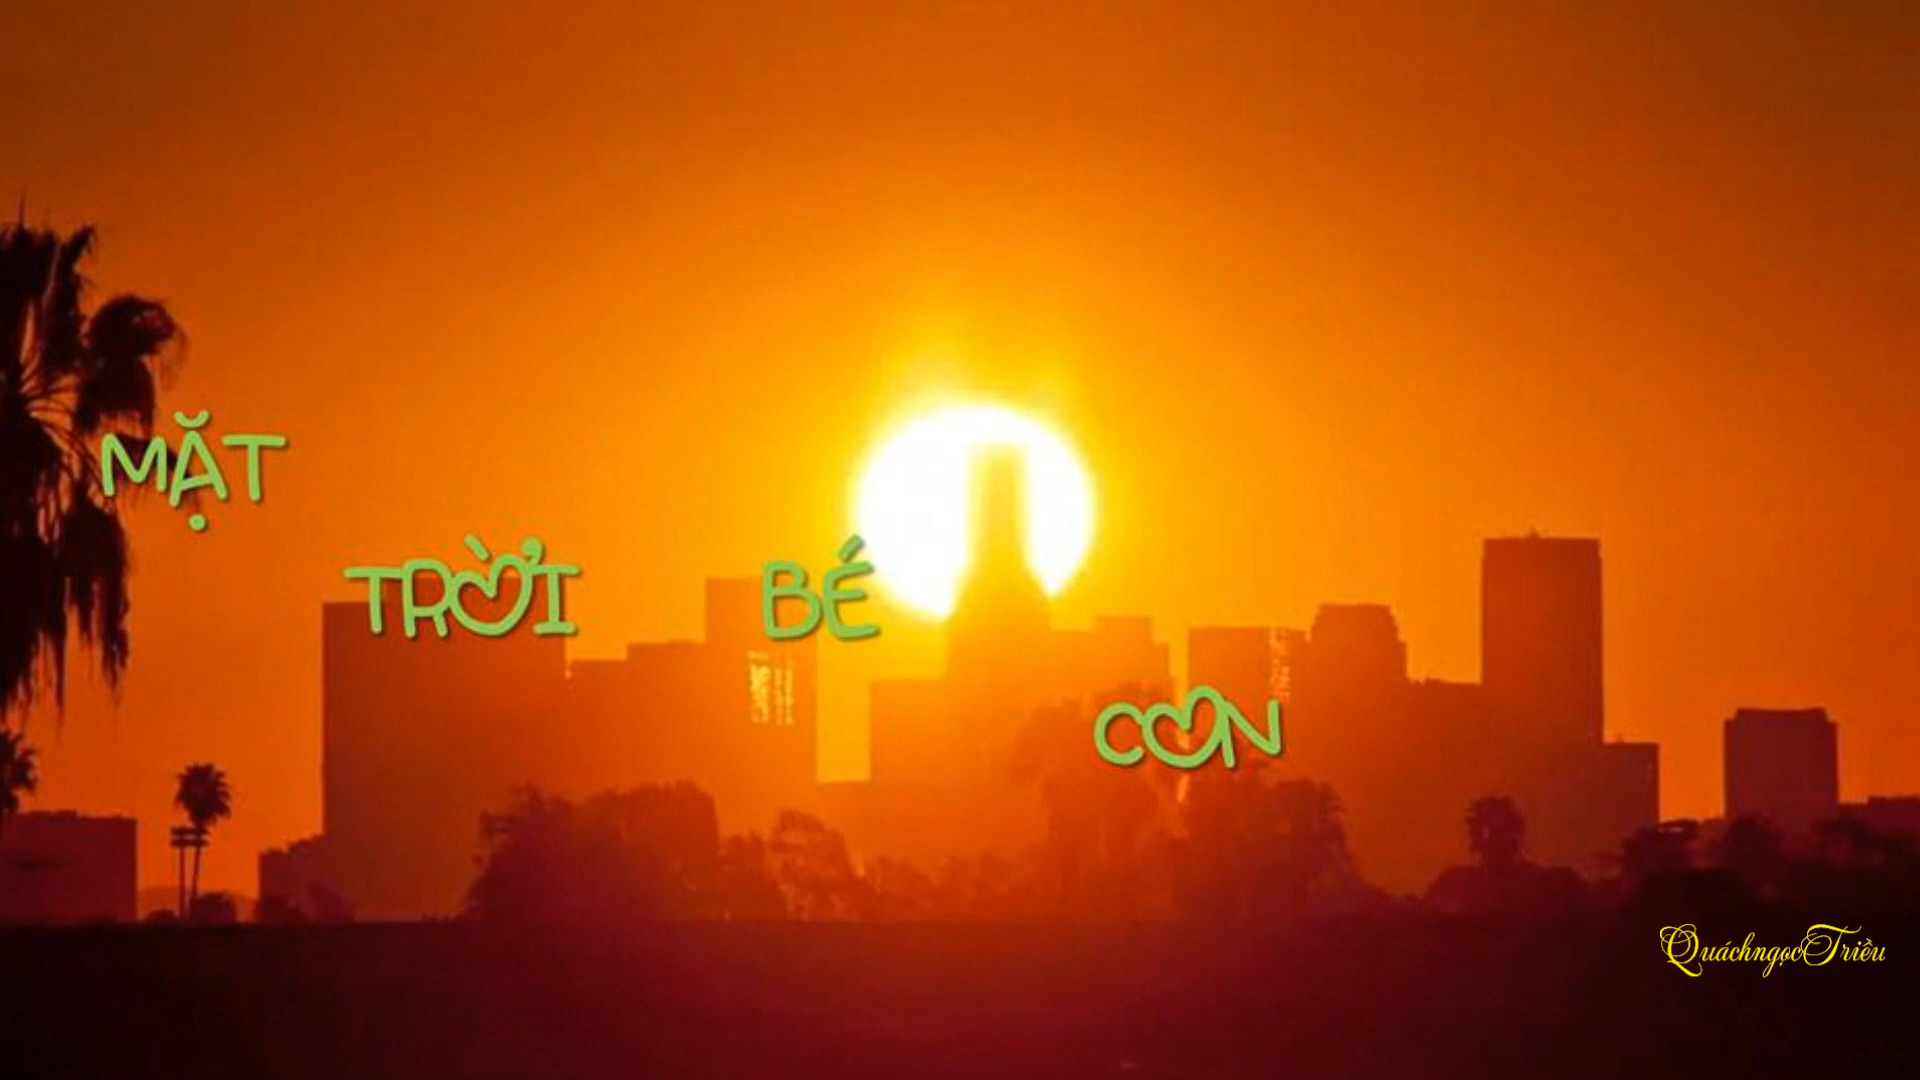 MẶT
TRỜI BÉ
CON
QuáchngọcTriều